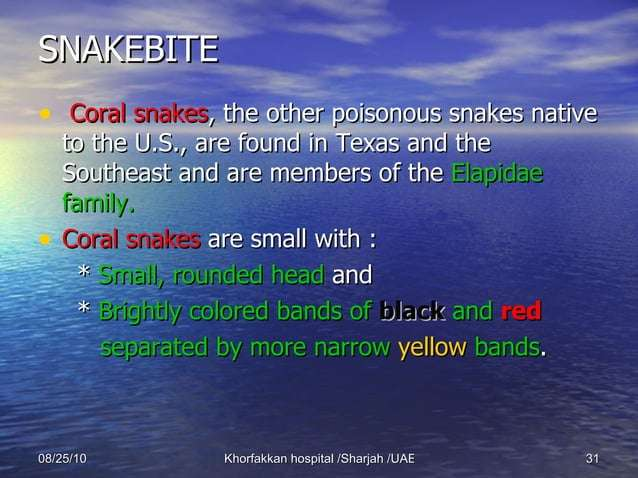 SNAKEBITE
• Coral snakes, the other poisonous snakes native
to the U.S., are found in Texas and the
Southeast and are members of the Elapidae
family.
• Coral snakes are small with :
* Small, rounded head and
* Brightly colored bands of black and red
separated by more narrow yellow bands.
08/25/10 Khorfakkan hospital /Sharjah /UAE 31